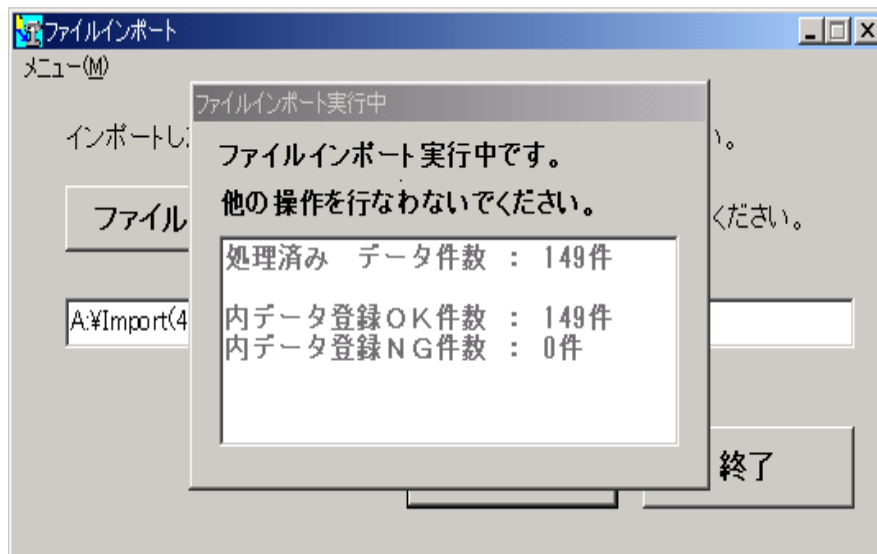 ファイルインポート
メニュー(M)
ファイルインポート実行中
インポートし
い。
ファイルインポート実行中です。
他の操作を行なわないでください。
ファイル
ください。
処理済み　データ件数 : 149件
内データ登録OK件数 : 149件
内データ登録NG件数 : 0件
A:¥Import(4
終了